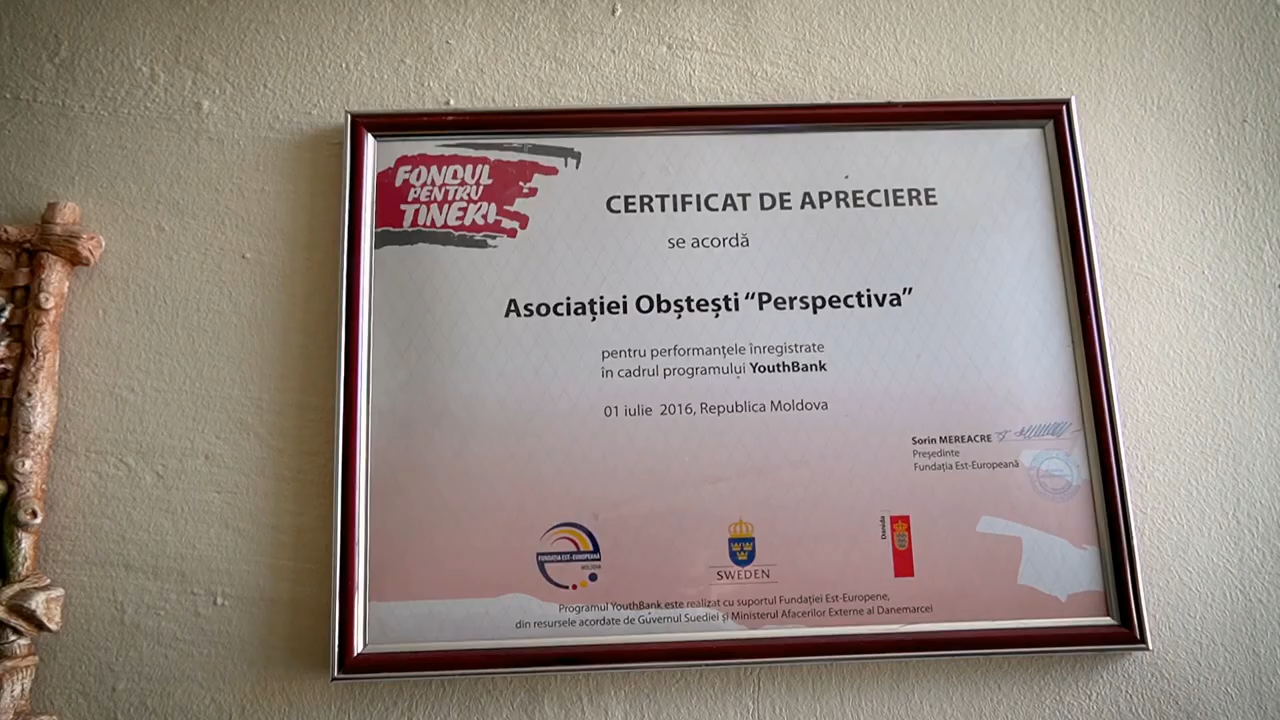 FONDUL
PENTRU
TINERI
CERTIFICAT DE APRECIERE
se acordă
Asociației Obștești “Perspectiva”
pentru performanțele înregistrate
în cadrul programului YouthBank
01 iulie 2016, Republica Moldova
Sorin MEREACRE
Președinte
Fundația Est-Europeană
FUNDAȚIA EST-EUROPEANĂ
MOLDOVA
SWEDEN
Danida
Programul YouthBank este realizat cu suportul Fundației Est-Europene,
din resursele acordate de Guvernul Suediei și Ministerul Afacerilor Externe al Danemarcei